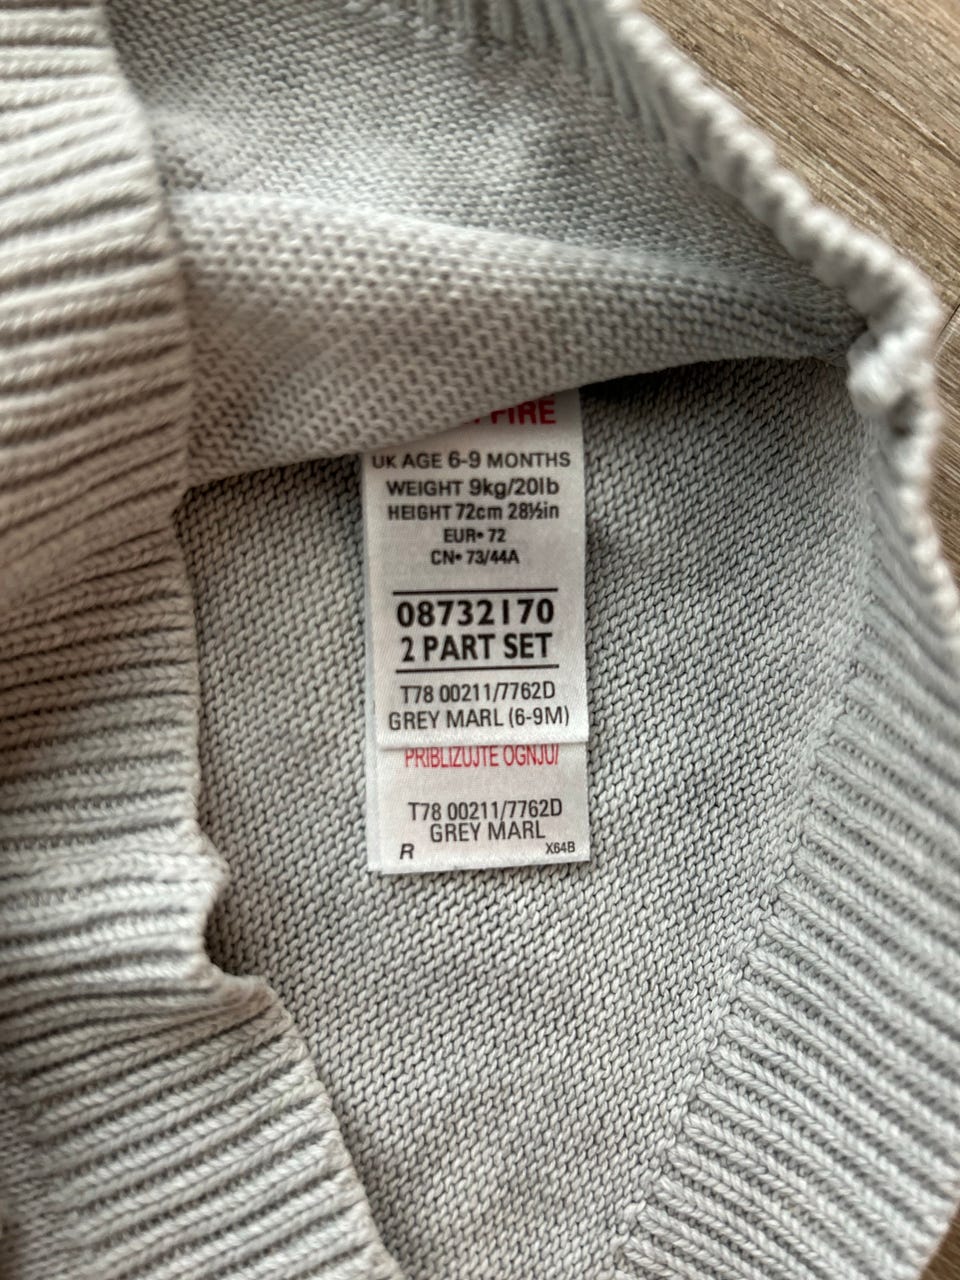 FIRE
UK AGE 6-9 MONTHS
WEIGHT 9kg/20lb
HEIGHT 72cm 28½in
EUR• 72
CN• 73/44A
08732170
2 PART SET
T78 00211/7762D
GREY MARL (6-9M)
PRIBLIZUJTE OGNJU/
T78 00211/7762D
GREY MARL
R X64B